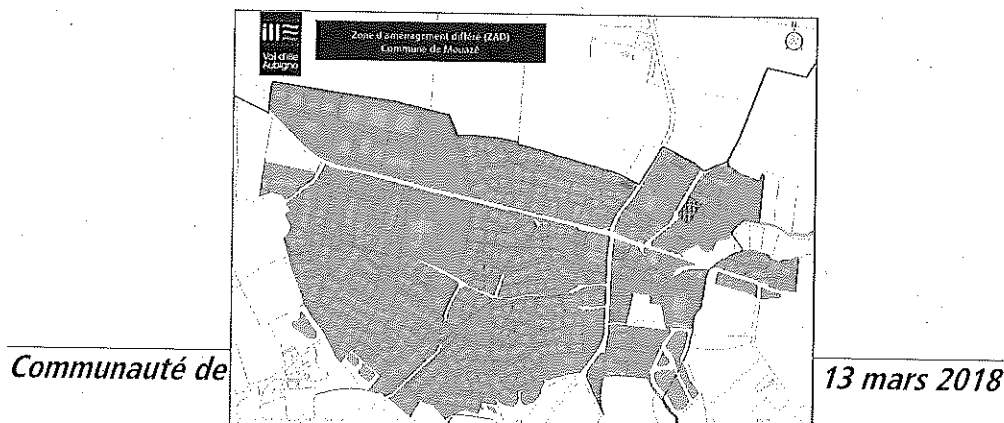 Val d'Ille
Aubigné
Zone d'aménagement différé (ZAD)
Commune de Mouazé
N
Communauté de
13 mars 2018